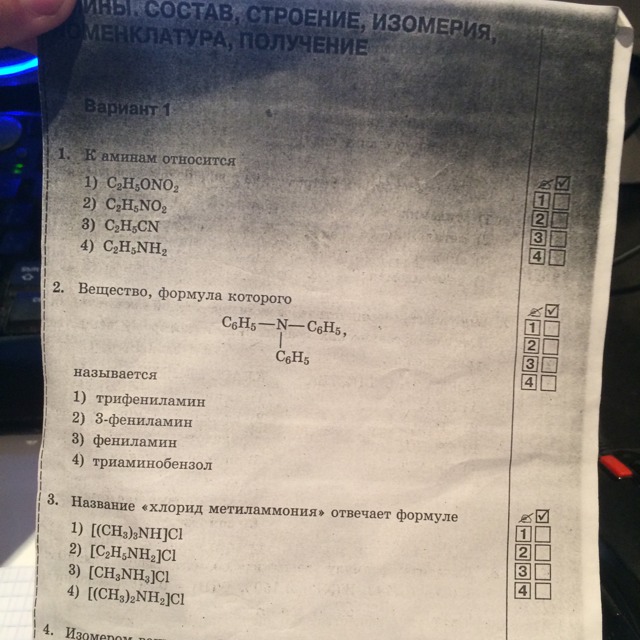 ИНЫ. СОСТАВ, СТРОЕНИЕ, ИЗОМЕРИЯ,
ОМЕНКЛАТУРА, ПОЛУЧЕНИЕ
Вариант 1
1. К аминам относится
1) C₂H₅ONO₂
2) C₂H₅NO₂
3) C₂H₅CN
4) C₂H₅NH₂
1
2
3
4
2. Вещество, формула которого
C₆H₅—N—C₆H₅,
|
C₆H₅
называется
1) трифениламин
2) 3-фениламин
3) фениламин
4) триаминобензол
1
2
3
4
3. Название «хлорид метиламмония» отвечает формуле
1) [(CH₃)₃NH]Cl
2) [C₂H₅NH₂]Cl
3) [CH₃NH₃]Cl
4) [(CH₃)₂NH₂]Cl
1
2
3
4
4. Изомером